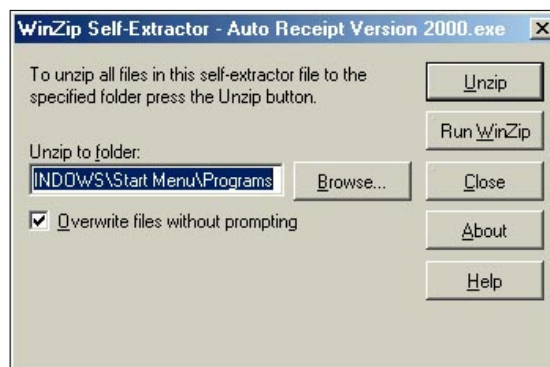 WinZip Self-Extractor - Auto Receipt Version 2000.exe
To unzip all files in this self-extractor file to the
specified folder press the Unzip button.
Unzip to folder:
INDOWS\Start Menu\Programs
Browse...
Overwrite files without prompting
Unzip
Run WinZip
Close
About
Help